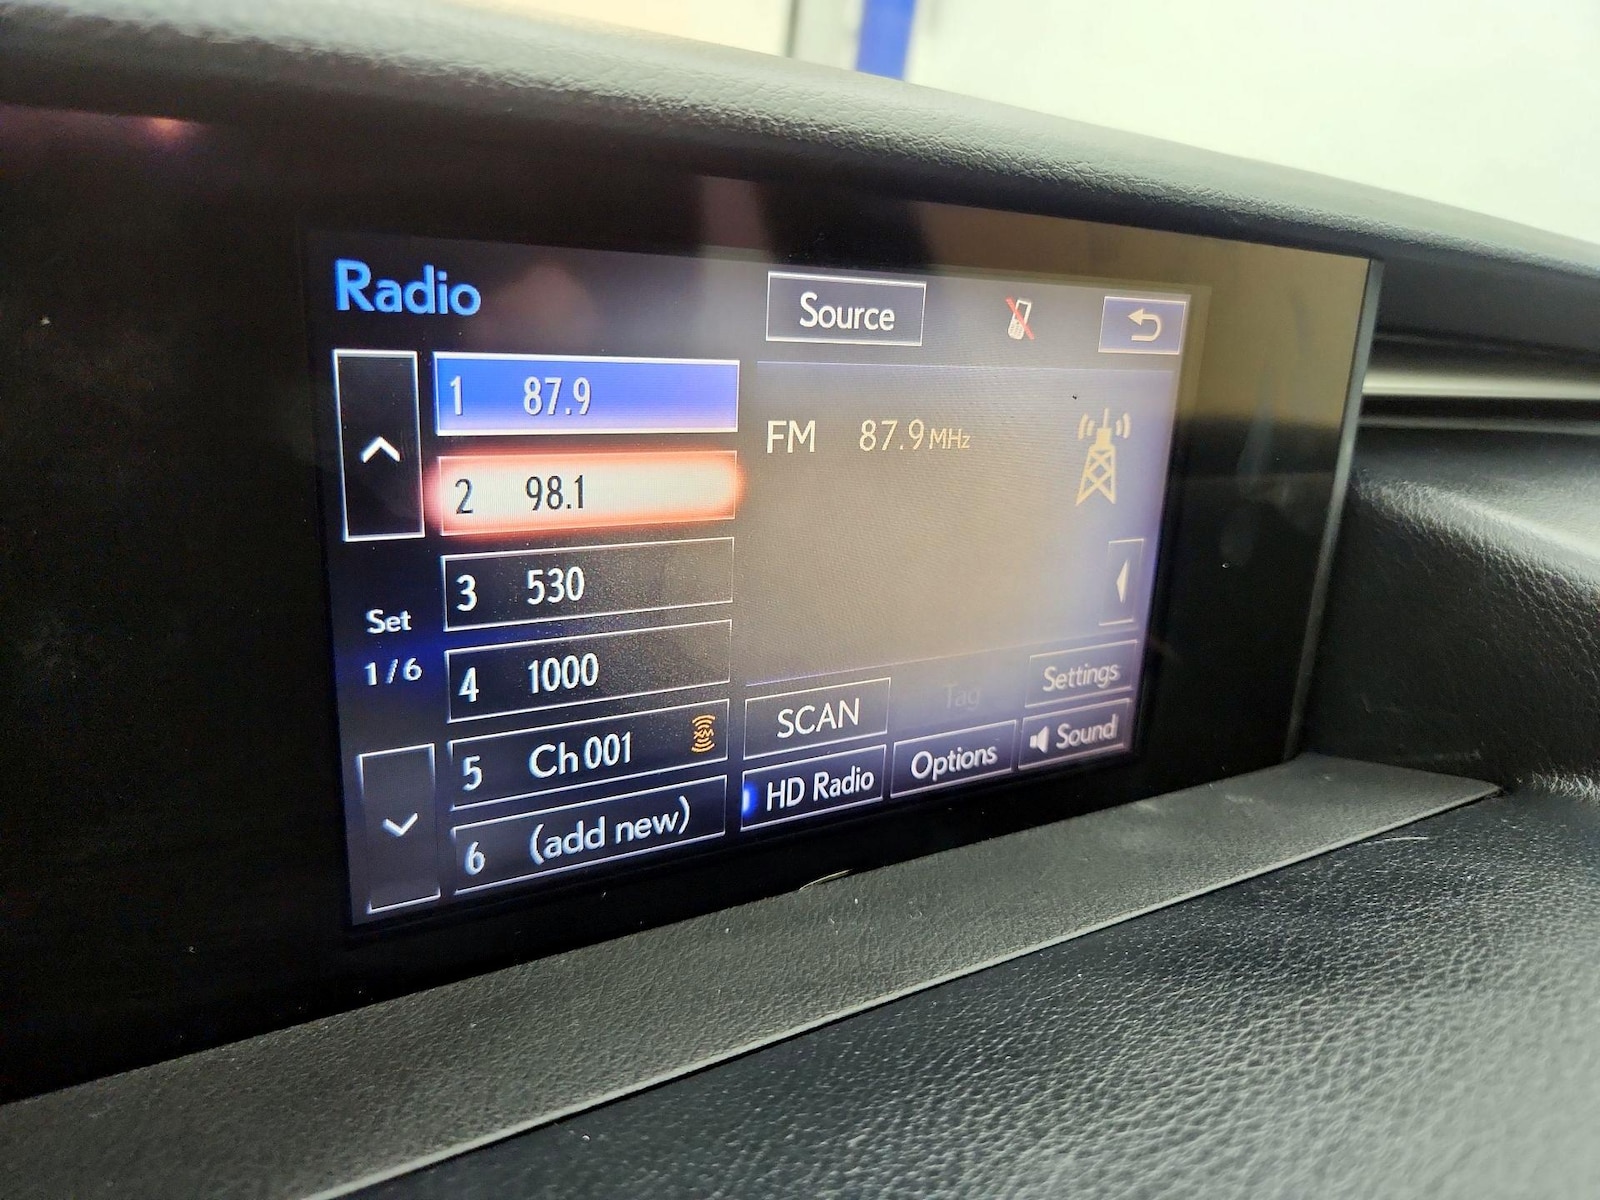 Radio
Source
1 87.9
FM 87.9 MHz
2 98.1
3 530
Set
1/6
4 1000
5 Ch 001 XM
6 (add new)
SCAN
Tag
Settings
HD Radio
Options
Sound